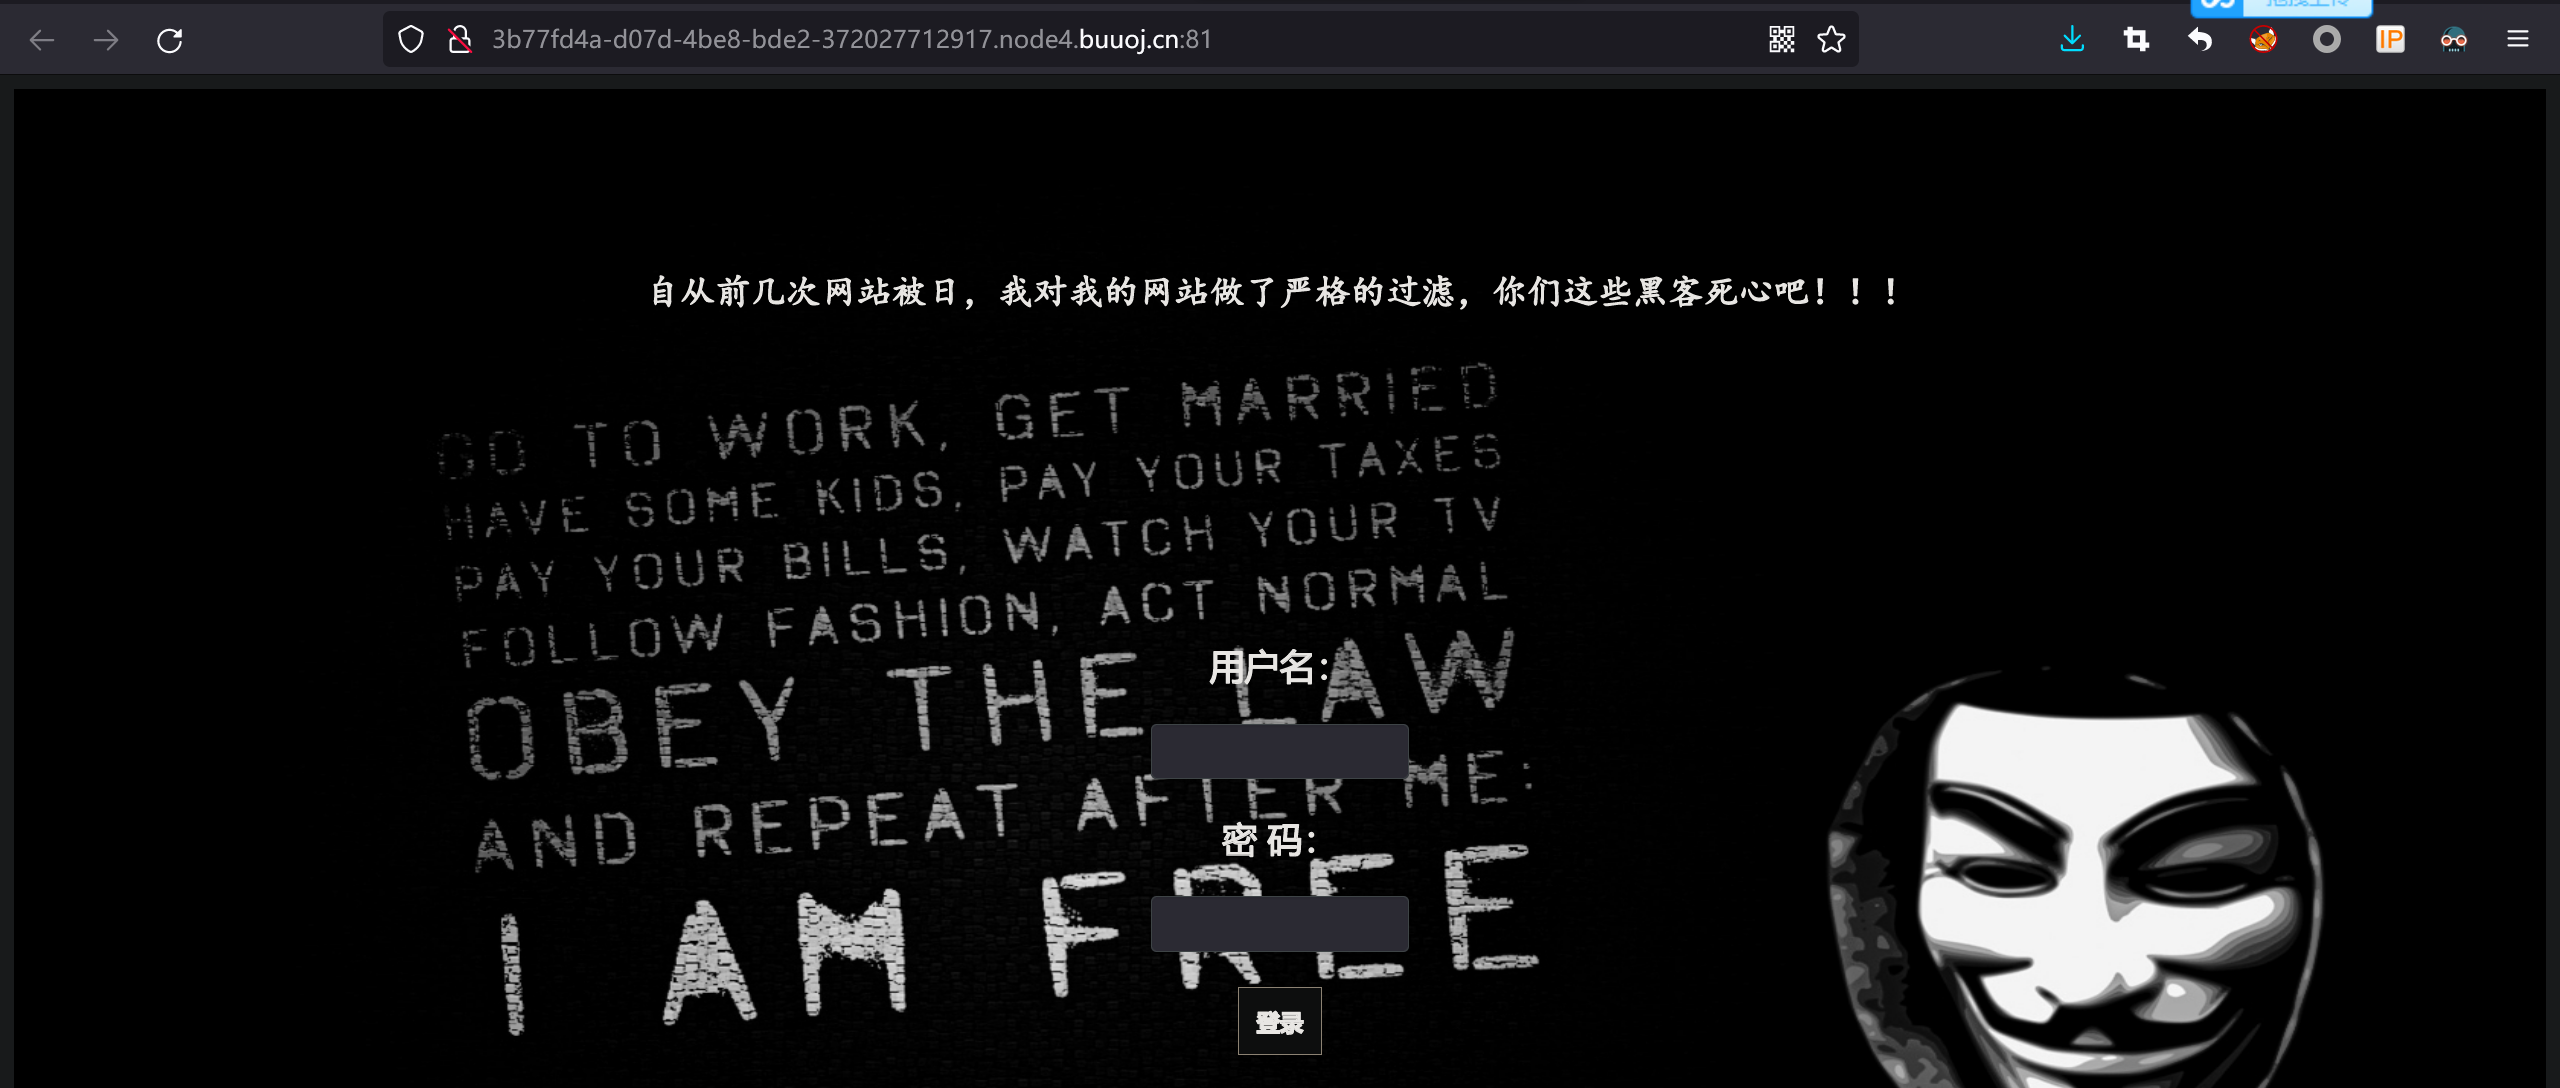 拖拽上传
3b77fd4a-d07d-4be8-bde2-372027712917.node4.buuoj.cn:81
IP
自从前几次网站被日，我对我的网站做了严格的过滤，你们这些黑客死心吧！！！
GO TO WORK, GET MARRIED
HAVE SOME KIDS, PAY YOUR TAXES
PAY YOUR BILLS, WATCH YOUR TV
FOLLOW FASHION, ACT NORMAL
OBEY THE LAW
AND REPEAT AFTER ME:
I AM FREE
用户名：
密 码：
登录